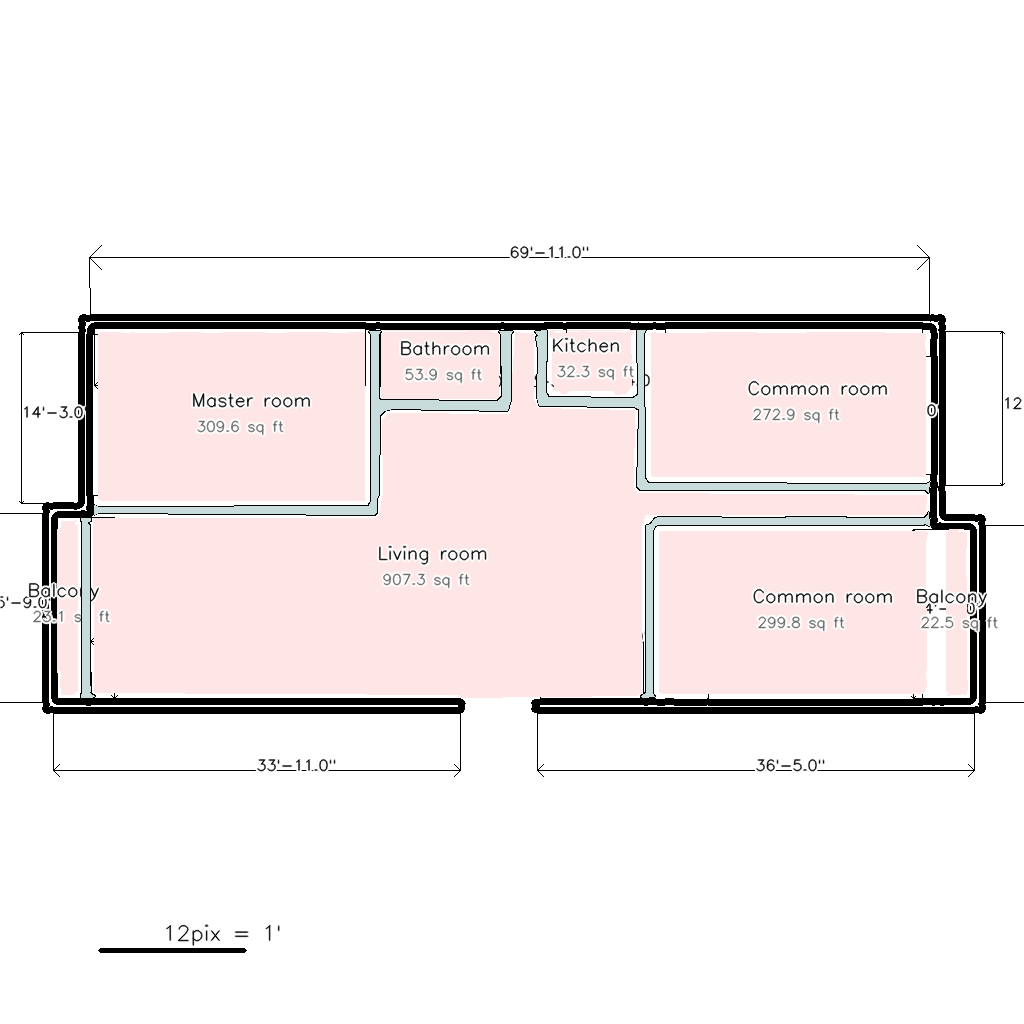 69'-11.0"
Bathroom
53.9 sq ft
Kitchen
32.3 sq ft
Master room
309.6 sq ft
Common room
272.9 sq ft
14'-3.0
12
Living room
907.3 sq ft
Balcony
23.1 sq ft
5'-9.0
Common room
299.8 sq ft
Balcony
22.5 sq ft
33'-11.0"
36'-5.0"
12pix = 1'